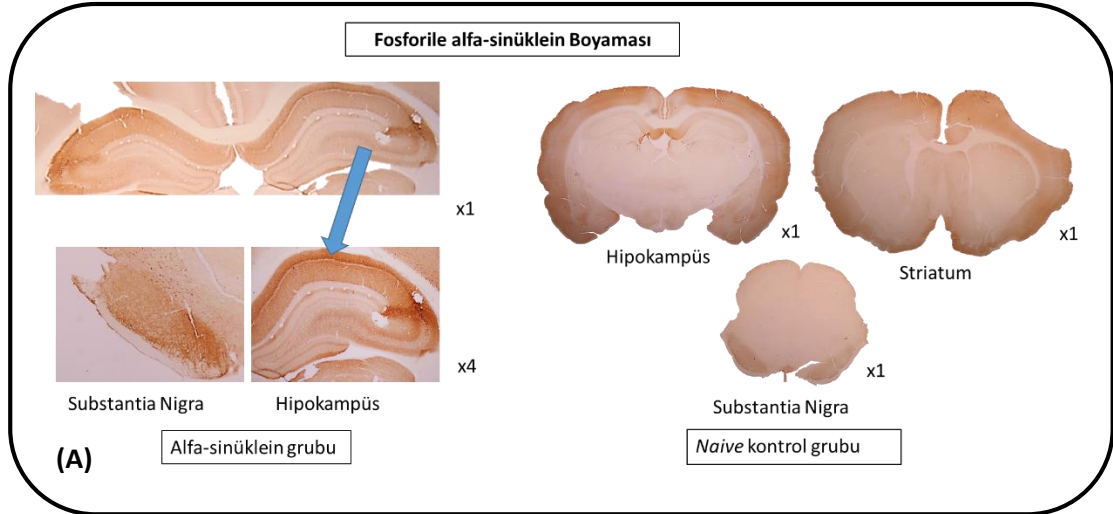 Fosforile alfa-sinüklein Boyaması
x1
x4
Substantia Nigra
Hipokampüs
Alfa-sinüklein grubu
(A)
x1
Hipokampüs
x1
Striatum
x1
Substantia Nigra
Naive kontrol grubu